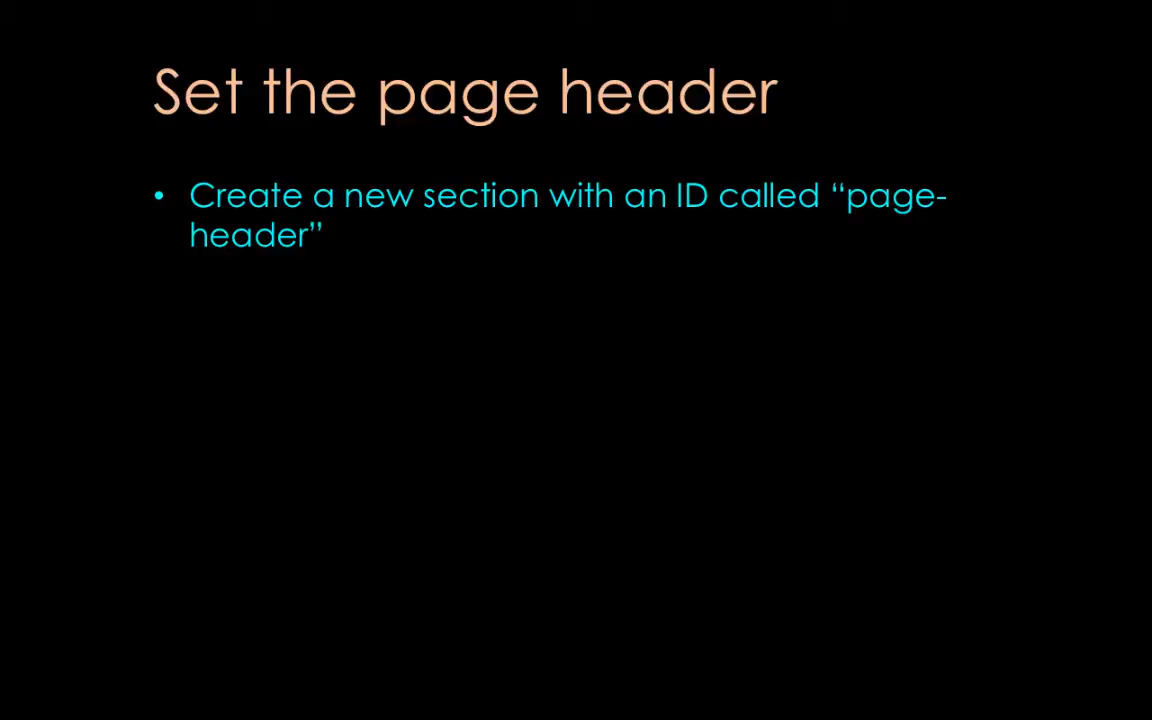 Set the page header
• Create a new section with an ID called “page-
header”